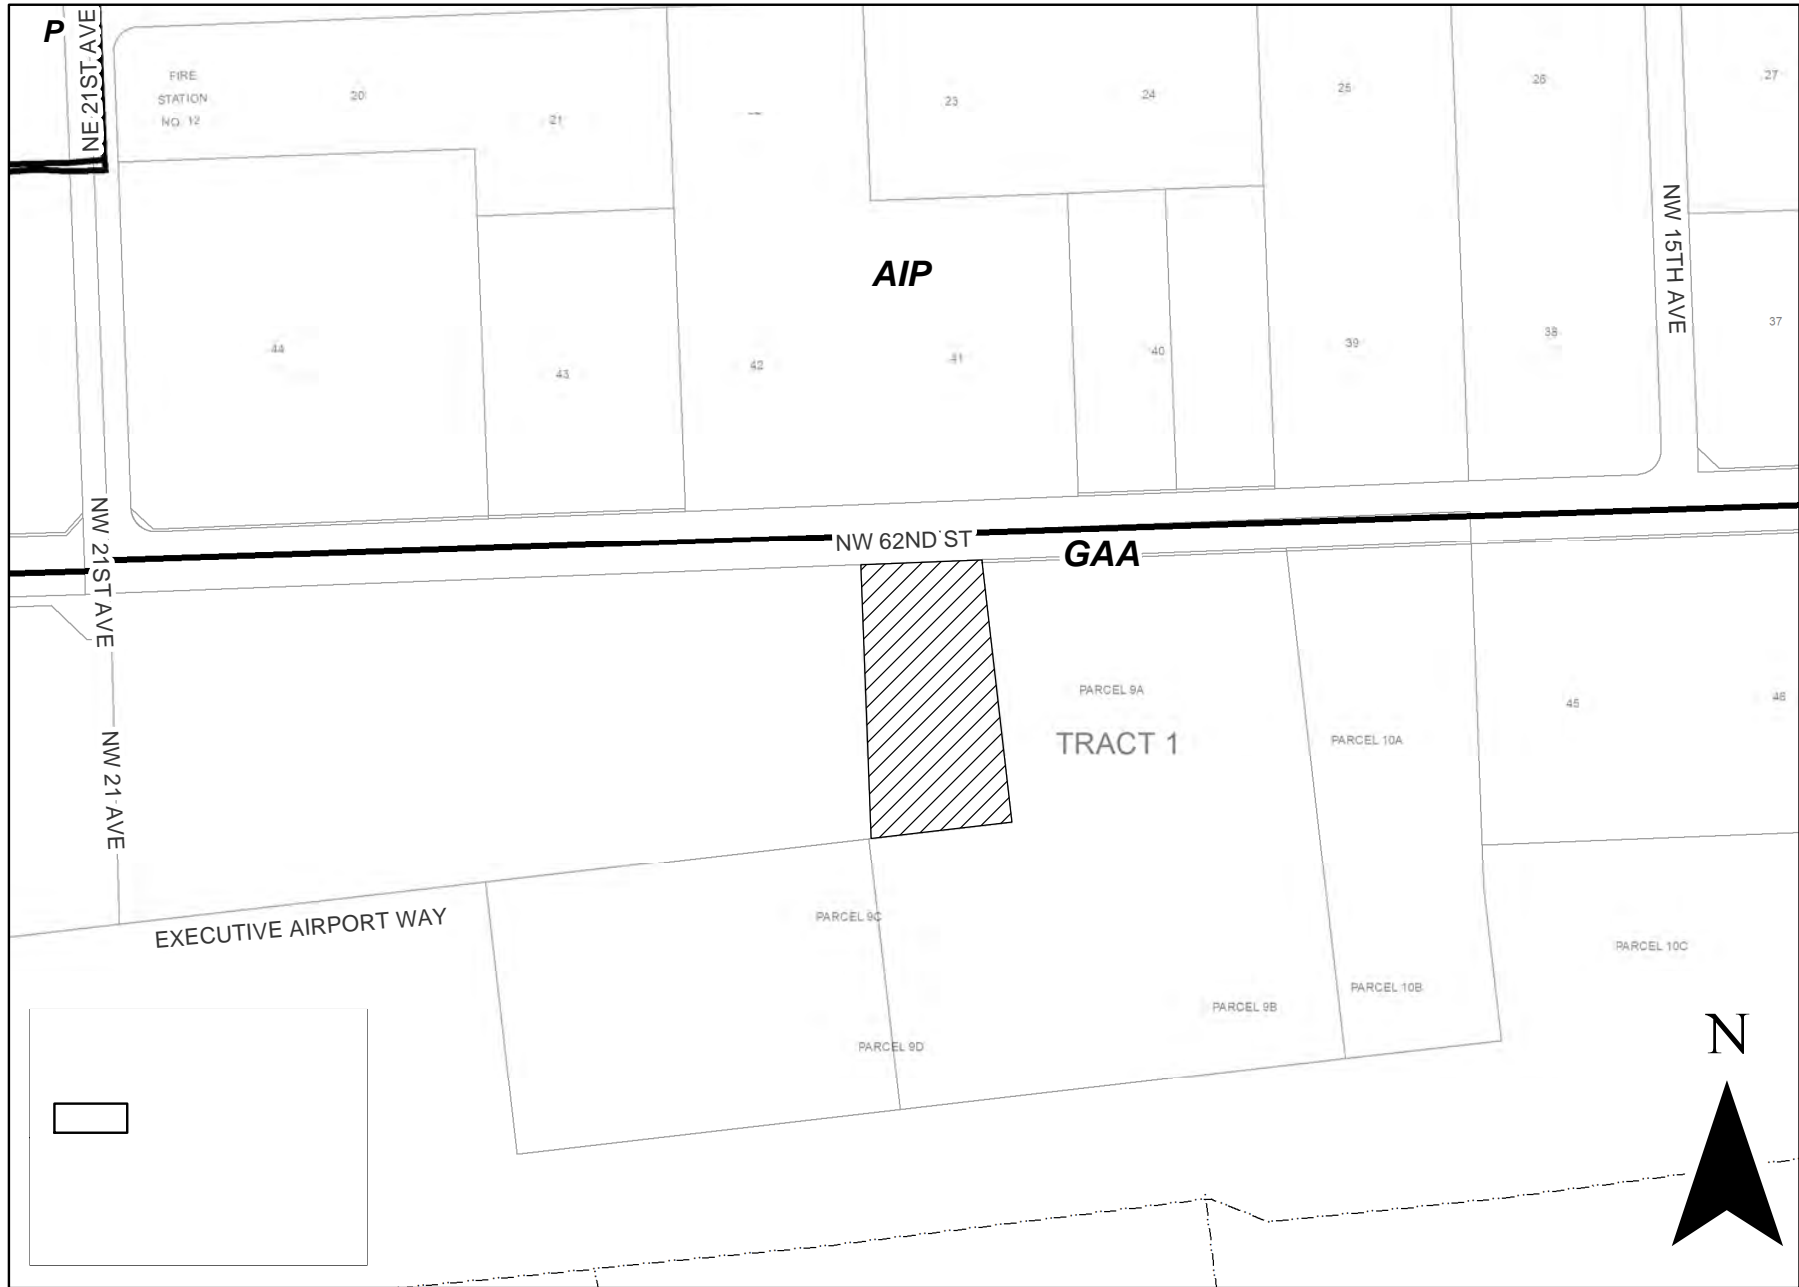 P
NE 21ST AVE
FIRE
STATION
NO. 12
20
21
23
24
25
26
27
NW 15TH AVE
AIP
44
43
42
41
40
39
38
37
NW 62ND ST
GAA
NW 21ST AVE
NW 21 AVE
PARCEL 9A
TRACT 1
PARCEL 10A
45
46
EXECUTIVE AIRPORT WAY
PARCEL 9C
PARCEL 9D
PARCEL 9B
PARCEL 10B
PARCEL 10C
N